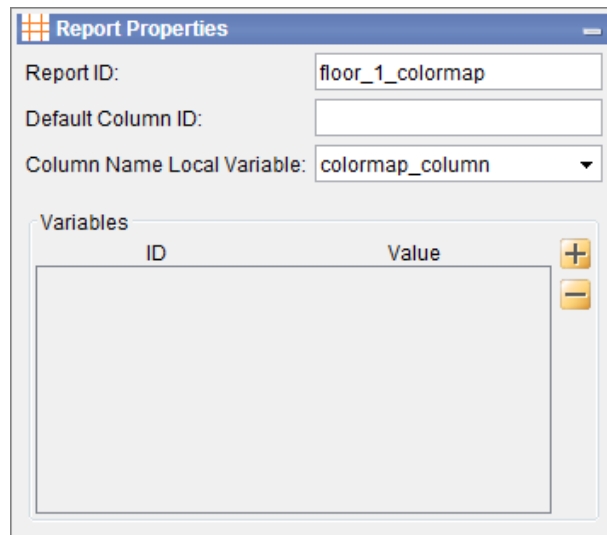 Report Properties
Report ID: floor_1_colormap
Default Column ID:
Column Name Local Variable: colormap_column
Variables
ID Value